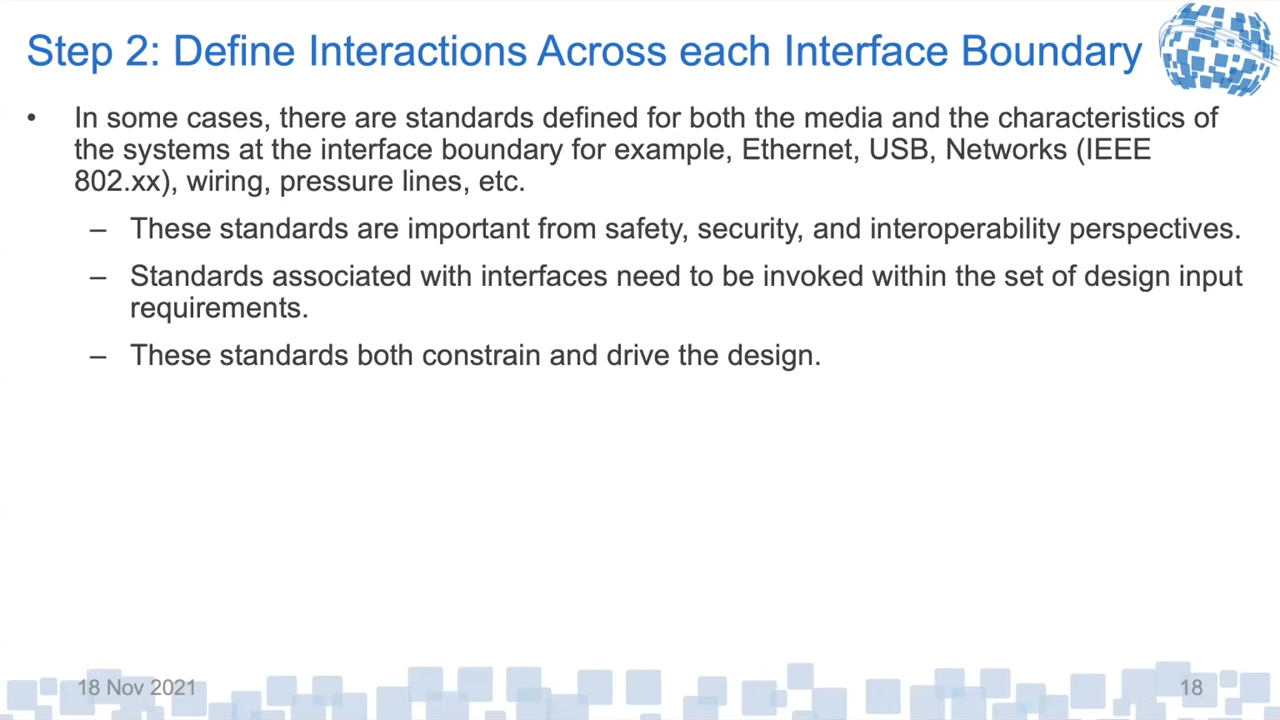 Step 2: Define Interactions Across each Interface Boundary
• In some cases, there are standards defined for both the media and the characteristics of
the systems at the interface boundary for example, Ethernet, USB, Networks (IEEE
802.xx), wiring, pressure lines, etc.
– These standards are important from safety, security, and interoperability perspectives.
– Standards associated with interfaces need to be invoked within the set of design input
requirements.
– These standards both constrain and drive the design.
18 Nov 2021
18